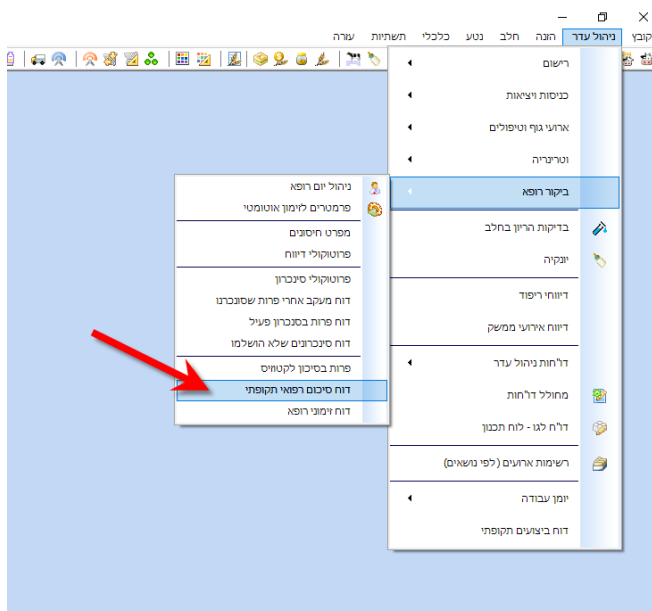 קובץ ניהול עדר הזנה חלב נטע כלכלי תשתיות עזרה
רישום
כניסות ויציאות
ארועי גוף וטיפולים
וטרינריה
ביקור רופא
בדיקות הריון בחלב
יונקיה
דיווחי ריפוד
דיווח אירועי ממשק
דו"חות ניהול עדר
מחולל דו"חות
דו"ח לגו - לוח תכנון
רשימות ארועים (לפי נושאים)
יומן עבודה
דוח ביצועים תקופתי
ניהול יום רופא
פרמטרים לזימון אוטומטי
מפרט חיסונים
פרוטוקולי דיווח
פרוטוקולי סינכרון
דוח מעקב אחרי פרות שסונכרנו
דוח פרות בסנכרון פעיל
דוח סינכרונים שלא הושלמו
פרות בסיכון לקטוזיס
דוח סיכום רפואי תקופתי
דוח זימוני רופא